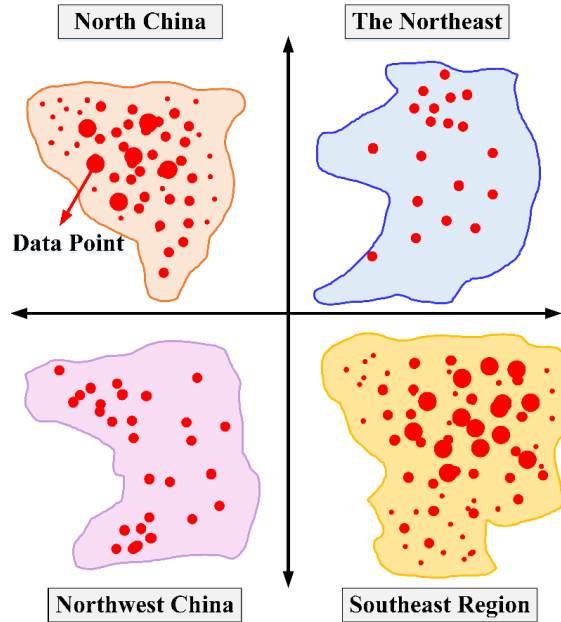 North China
The Northeast
Data Point
Northwest China
Southeast Region